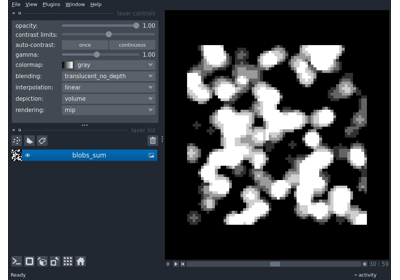 File View Plugins Window Help
layer controls
opacity: 1.00
contrast limits:
auto-contrast: once continuous
gamma: 1.00
colormap: gray
blending: translucent_no_depth
interpolation: linear
depiction: volume
rendering: mip
layer list
blobs_sum
30 59
Ready
activity